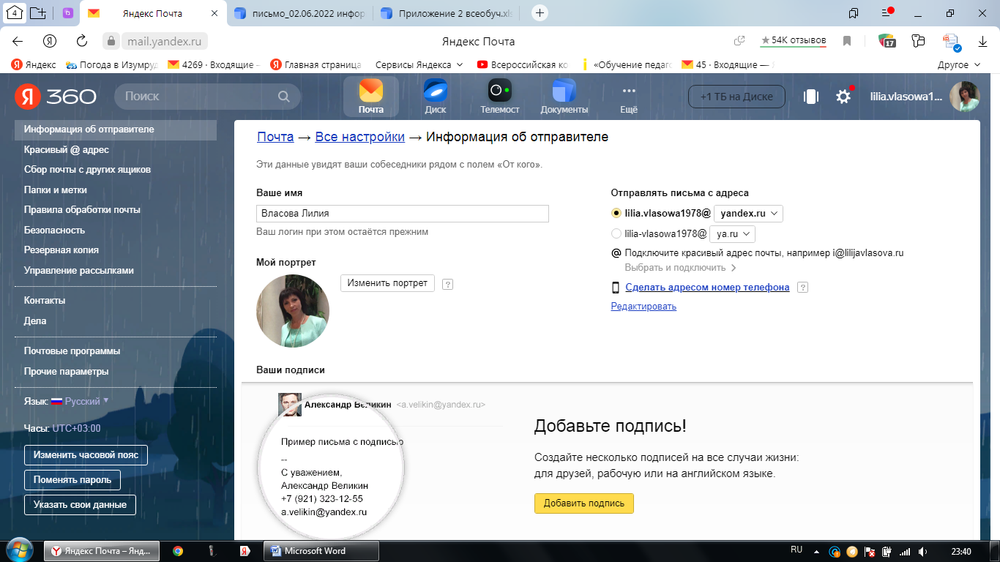 4
Яндекс Почта
письмо_02.06.2022 инфор
Приложение 2 всеобуч.xls
mail.yandex.ru
Яндекс Почта
★54K отзывов
17
Яндекс
Погода в Изумруд
4269 · Входящие —
Главная страница
Сервисы Яндекса
Всероссийская ко
«Обучение педаго
45 · Входящие — Я
Другое
Я 360
Поиск
Почта
Диск
Телемост
Документы
Ещё
+1 ТБ на Диске
lilia.vlasowa1...
Информация об отправителе
Красивый @ адрес
Сбор почты с других ящиков
Папки и метки
Правила обработки почты
Безопасность
Резервная копия
Управление рассылками
Контакты
Дела
Почтовые программы
Прочие параметры
Язык: Русский
Часы: UTC+03:00
Изменить часовой пояс
Поменять пароль
Указать свои данные
Почта → Все настройки → Информация об отправителе
Эти данные увидят ваши собеседники рядом с полем «От кого».
Ваше имя
Власова Лилия
Ваш логин при этом остаётся прежним
Мой портрет
Изменить портрет
?
Отправлять письма с адреса
lilia.vlasowa1978@ yandex.ru
lilia-vlasowa1978@ ya.ru
@ Подключите красивый адрес почты, например i@lilijavlasova.ru
Выбрать и подключить
Сделать адресом номер телефона ?
Редактировать
Ваши подписи
Александр Великин <a.velikin@yandex.ru>
Пример письма с подписью
--
С уважением,
Александр Великин
+7 (921) 323-12-55
a.velikin@yandex.ru
Добавьте подпись!
Создайте несколько подписей на все случаи жизни:
для друзей, рабочую или на английском языке.
Добавить подпись
Яндекс Почта – Янд...
Microsoft Word
RU
23:40